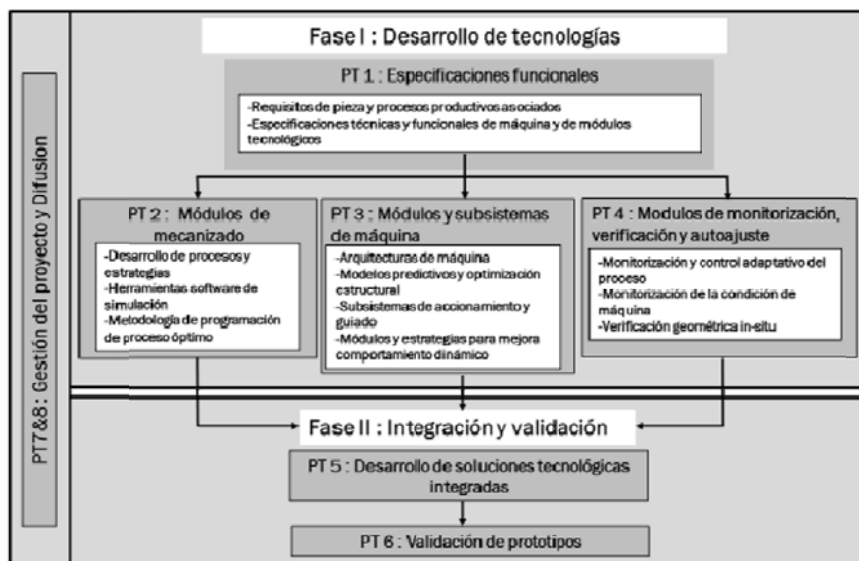 Fase I : Desarrollo de tecnologías
PT 1 : Especificaciones funcionales
-Requisitos de pieza y procesos productivos asociados
-Especificaciones técnicas y funcionales de máquina y de módulos
tecnológicos
PT7&8: Gestión del proyecto y Difusion
PT 2 : Módulos de
mecanizado
-Desarrollo de procesos y
estrategias
-Herramientas software de
simulación
-Metodología de programación
de proceso óptimo
PT 3 : Módulos y subsistemas
de máquina
-Arquitecturas de máquina
-Modelos predictivos y optimización
estructural
-Subsistemas de accionamiento y
guiado
-Módulos y estrategias para mejora
comportamiento dinámico
PT 4 : Modulos de monitorización,
verificación y autoajuste
-Monitorización y control adaptativo del
proceso
-Monitorización de la condición de
máquina
-Verificación geométrica in-situ
Fase II : Integración y validación
PT 5 : Desarrollo de soluciones tecnológicas
integradas
PT 6 : Validación de prototipos